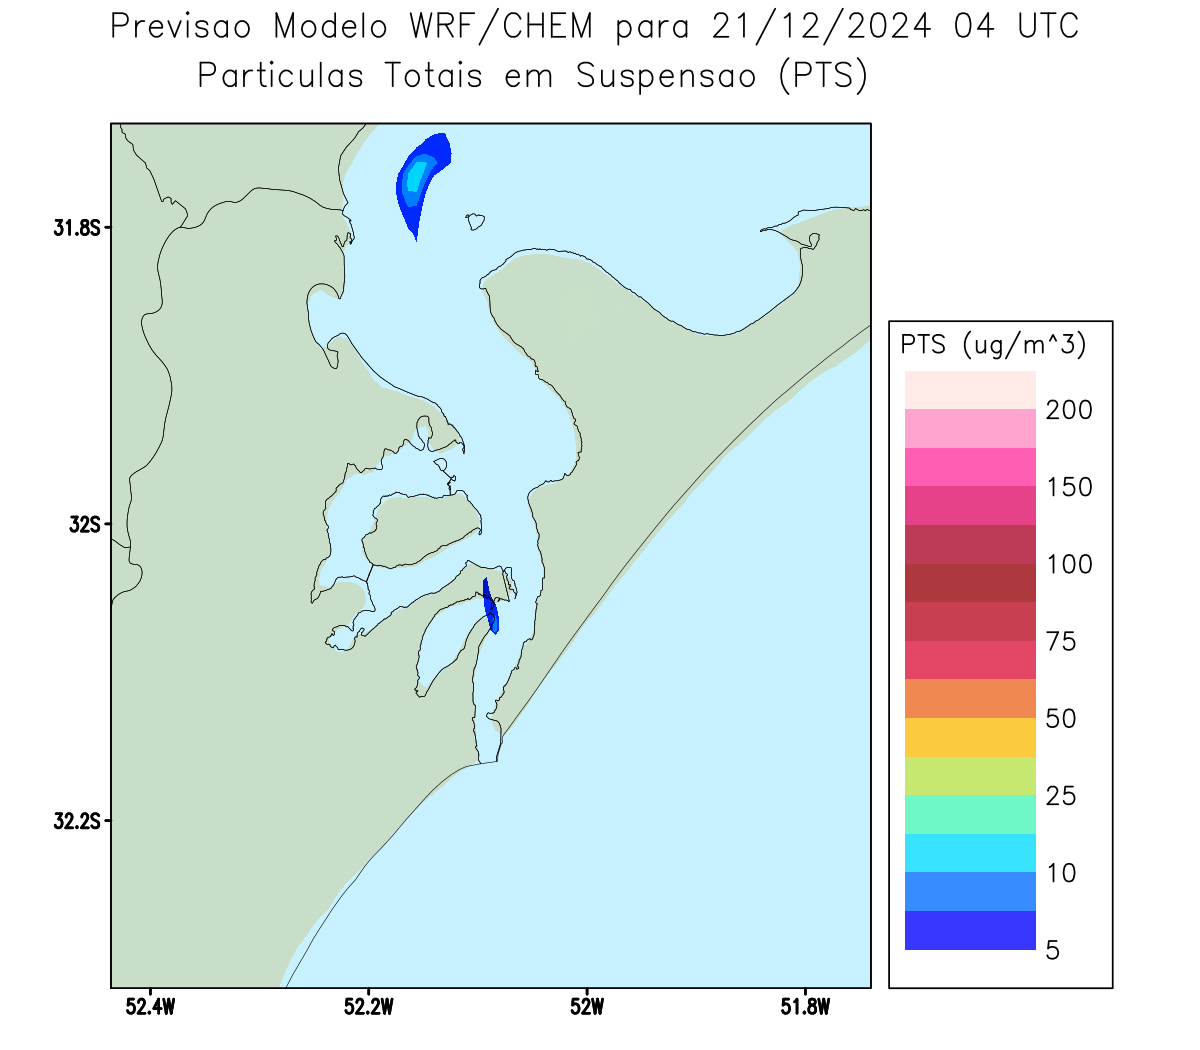 Previsao Modelo WRF/CHEM para 21/12/2024 04 UTC
Particulas Totais em Suspensao (PTS)
31.8S
32S
32.2S
52.4W
52.2W
52W
51.8W
PTS (ug/m^3)
200
150
100
75
50
25
10
5